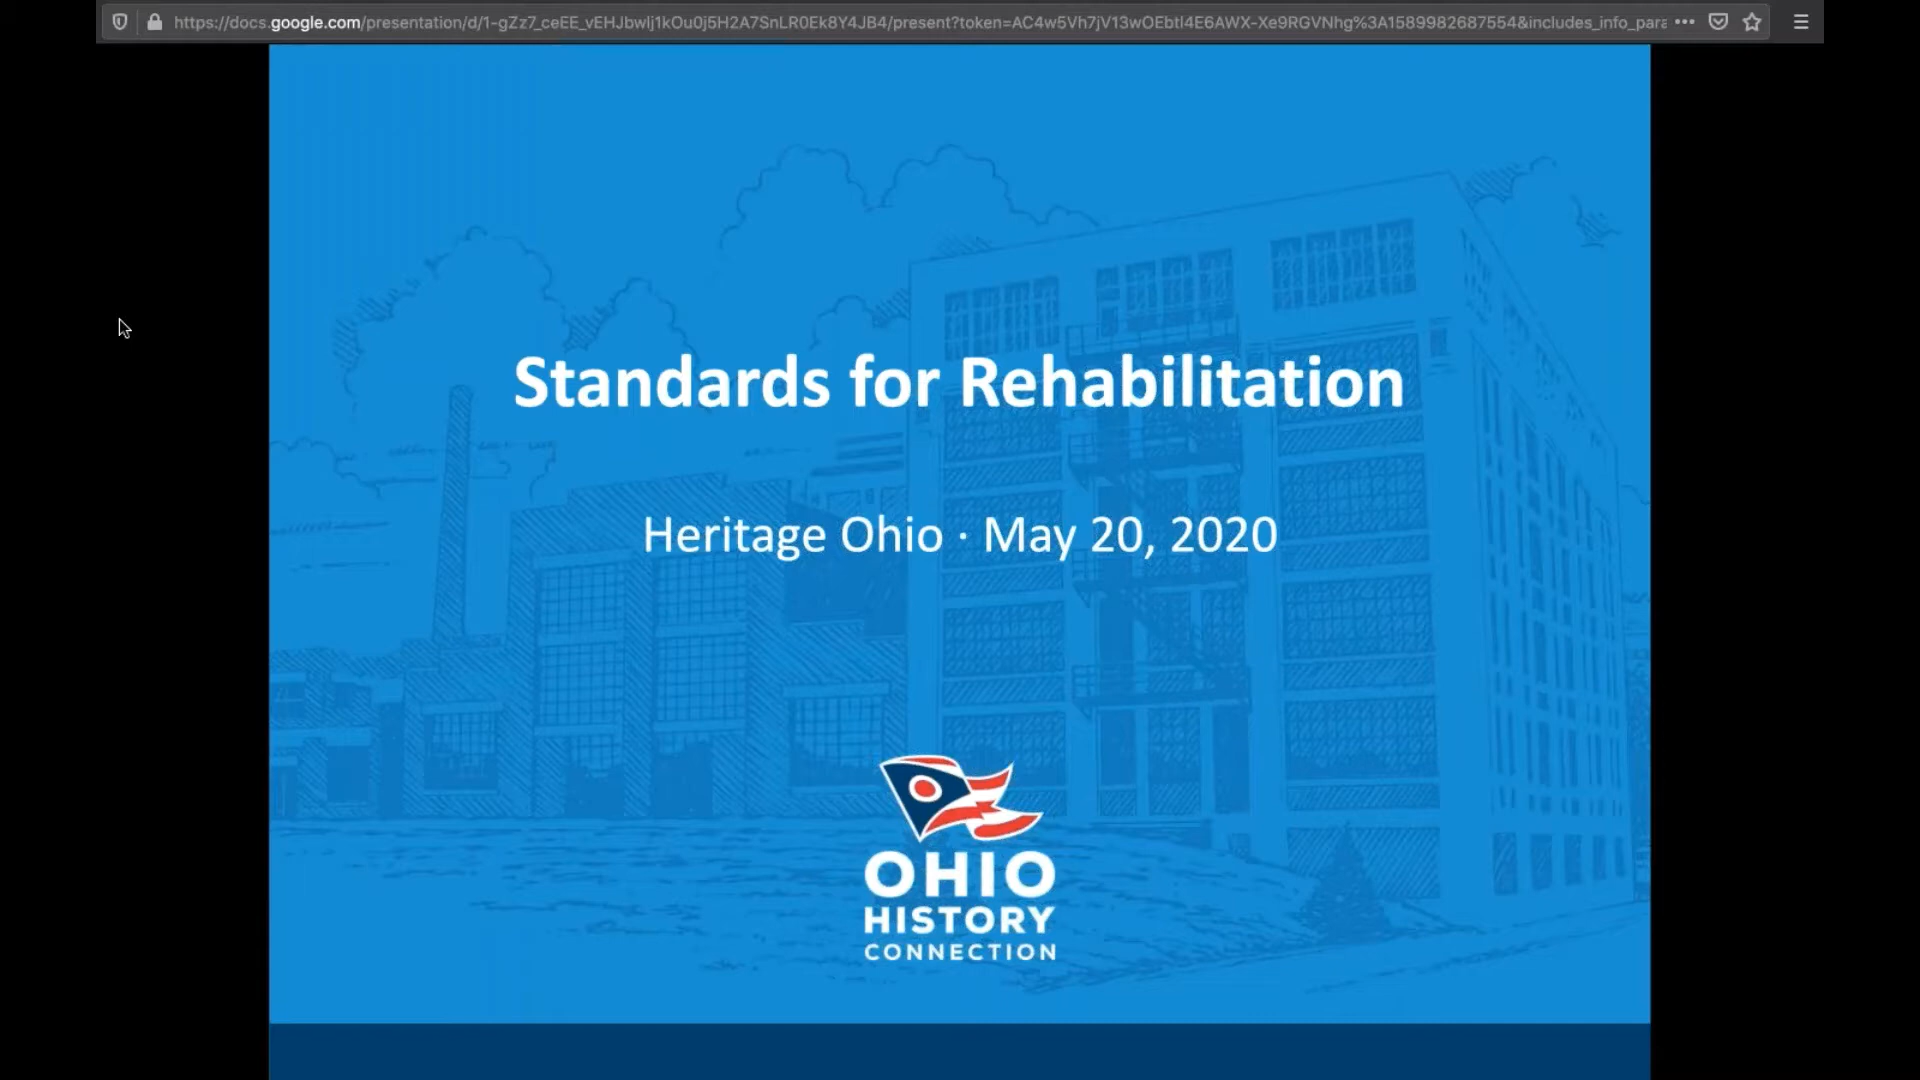 https://docs.google.com/presentation/d/1-gZz7_ceEE_vEHJbwlj1kOu0j5H2A7SnLR0Ek8Y4JB4/present?token=AC4w5Vh7jV13wOEbtI4E6AWX-Xe9RGVNhg%3A1589982687554&includes_info_para
Standards for Rehabilitation
Heritage Ohio · May 20, 2020
OHIO
HISTORY
CONNECTION